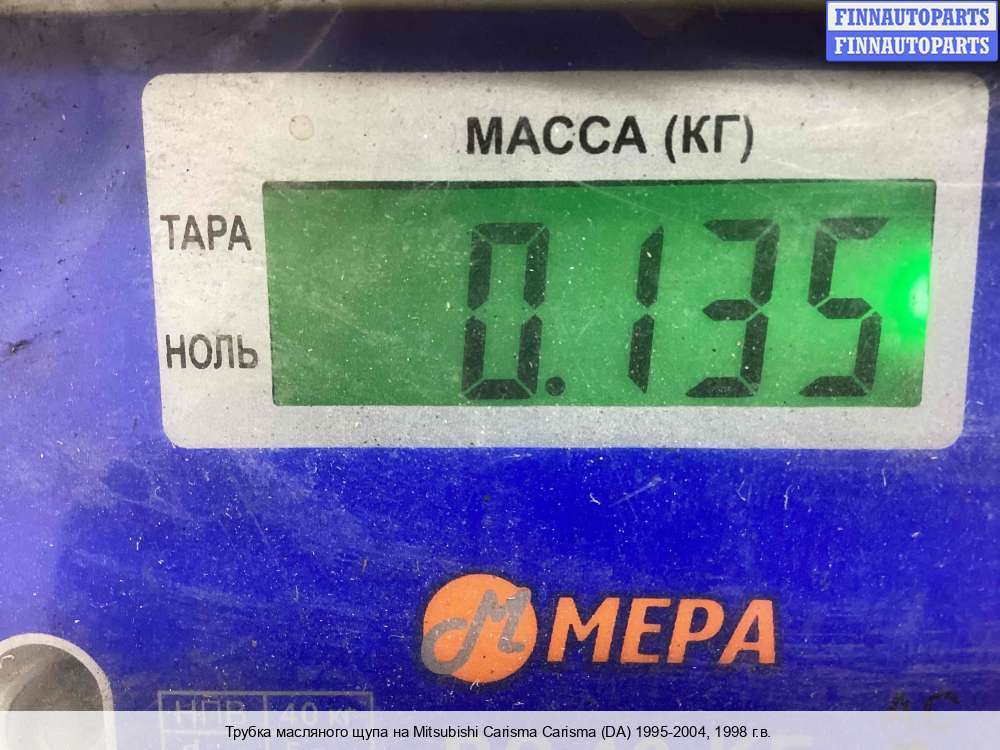 FINNAUTOPARTS
FINNAUTOPARTS
МАССА (КГ)
ТАРА
0.135
НОЛЬ
М МЕРА
НПВ 40 кг
Трубка масляного щупа на Mitsubishi Carisma Carisma (DA) 1995-2004, 1998 г.в.